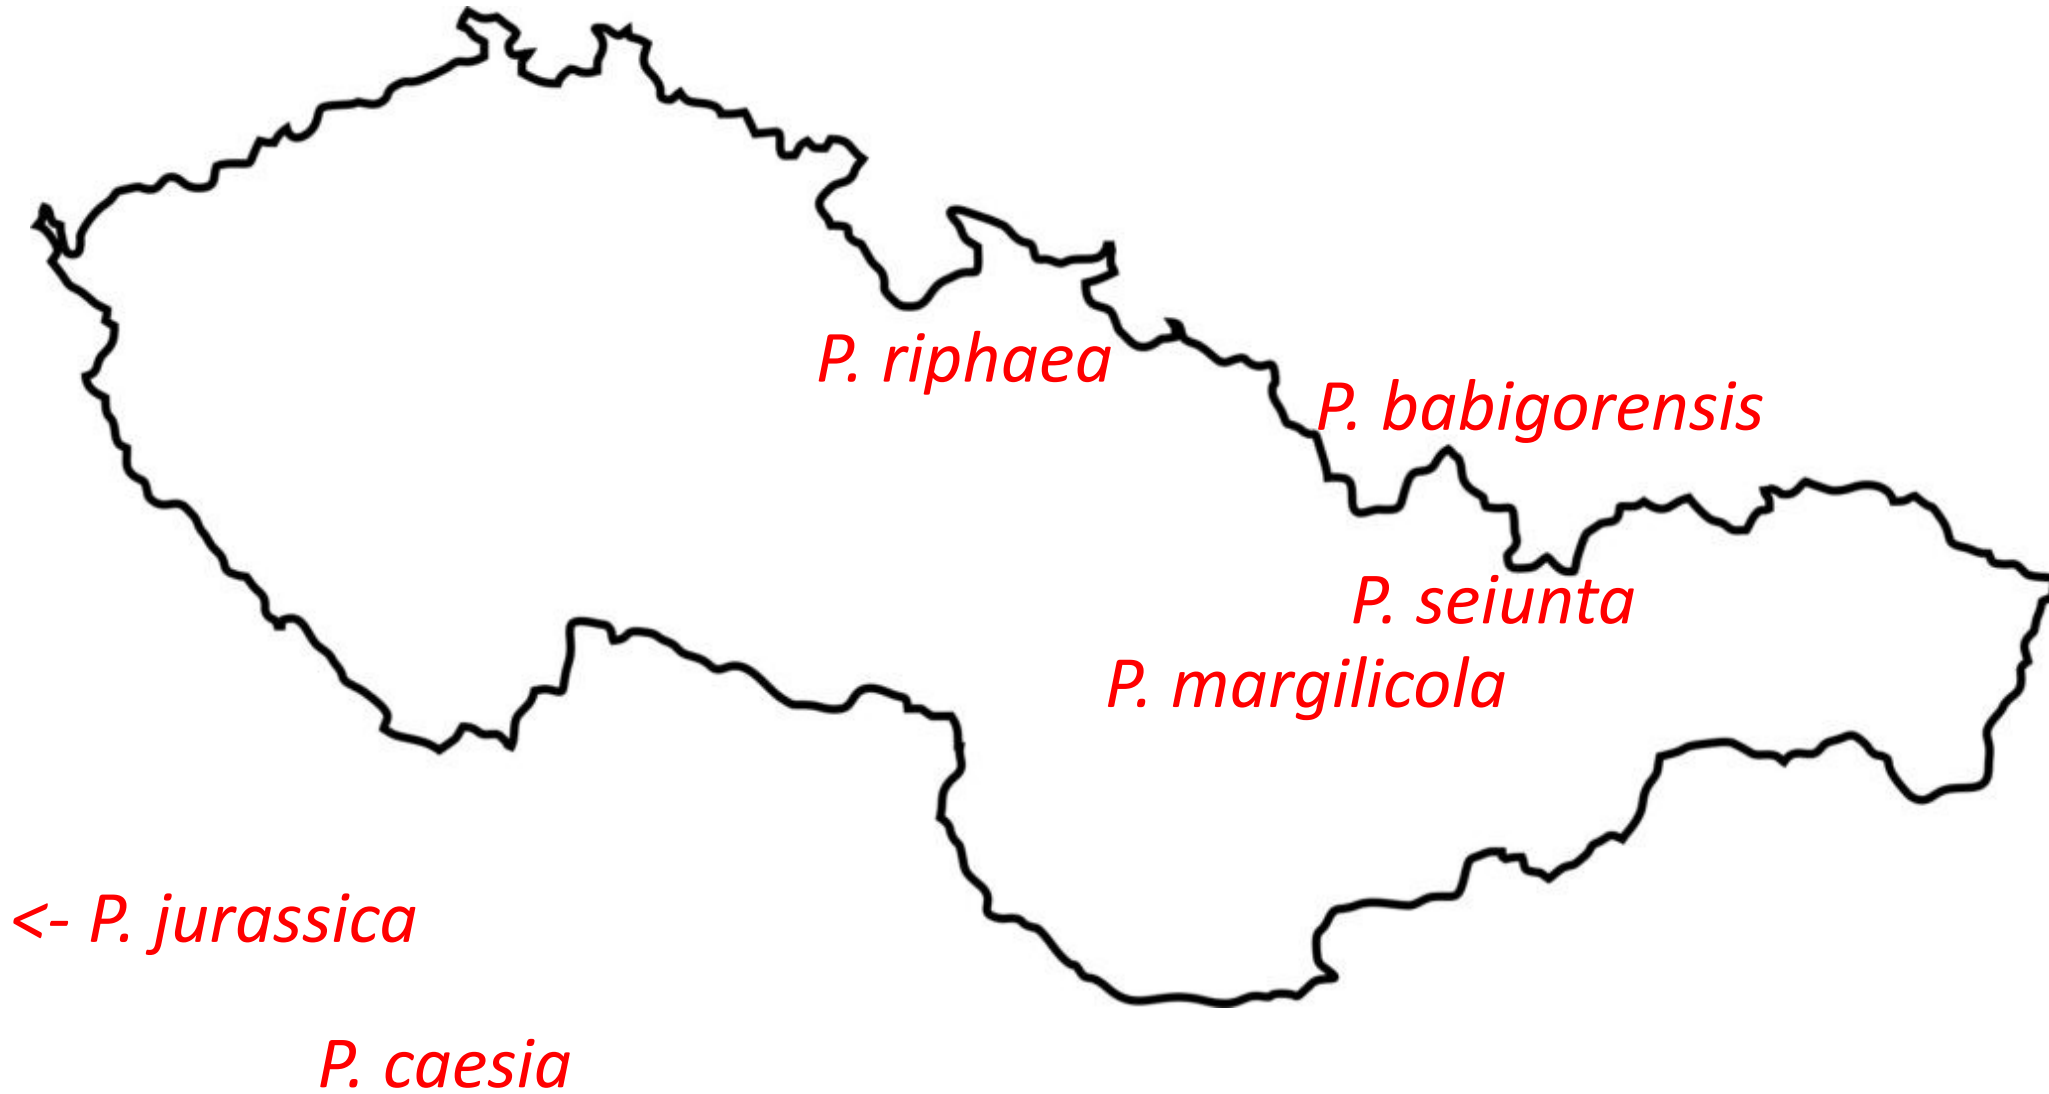 P. riphaea
P. babigorensis
P. seiunta
P. margilicola
<- P. jurassica
P. caesia